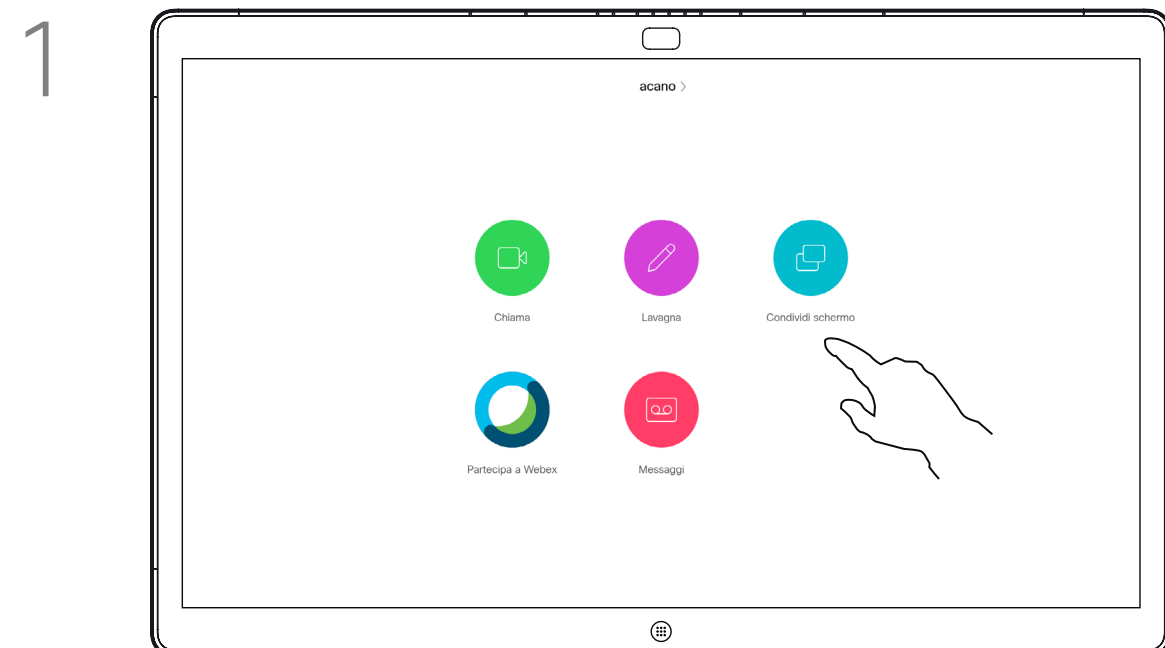 1
acano >
Chiama
Lavagna
Condividi schermo
Partecipa a Webex
Messaggi